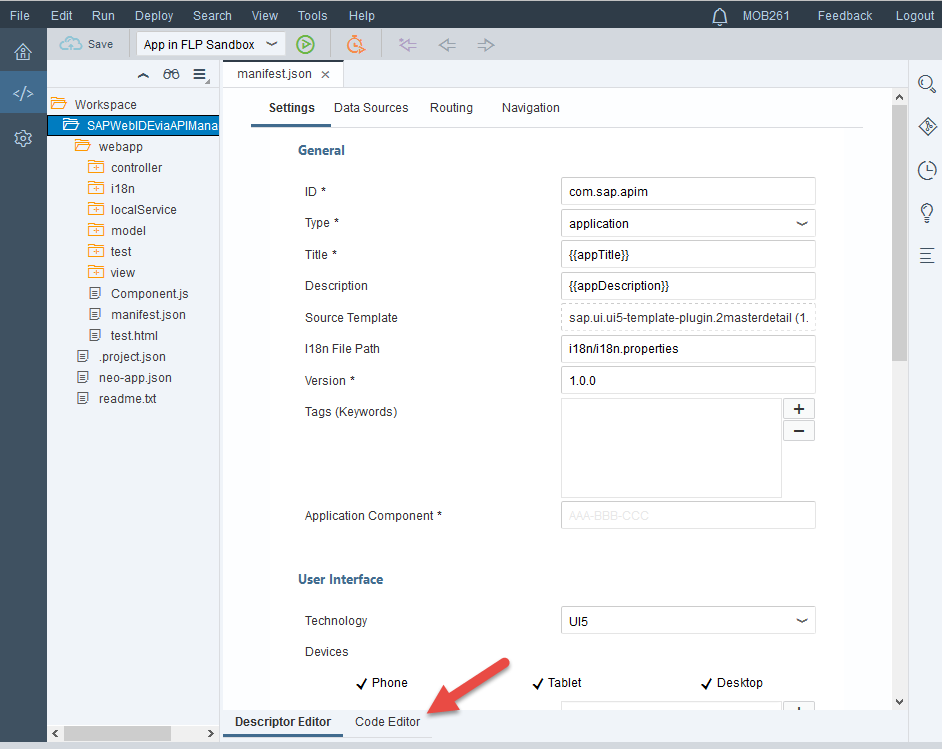 File Edit Run Deploy Search View Tools Help MOB261 Feedback Logout
Save App in FLP Sandbox
manifest.json
Workspace
SAPWebIDEviaAPIMana
webapp
controller
i18n
localService
model
test
view
Component.js
manifest.json
test.html
.project.json
neo-app.json
readme.txt
Settings Data Sources Routing Navigation
General
ID * com.sap.apim
Type * application
Title * {{appTitle}}
Description {{appDescription}}
Source Template sap.ui.ui5-template-plugin.2masterdetail (1.
I18n File Path i18n/i18n.properties
Version * 1.0.0
Tags (Keywords)
Application Component * AAA-BBB-CCC
User Interface
Technology UI5
Devices
Phone Tablet Desktop
Descriptor Editor Code Editor